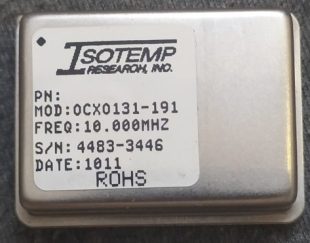 ISOTEMP
RESEARCH, INC.
PN:
MOD:OCXO131-191
FREQ:10.000MHZ
S/N: 4483-3446
DATE:1011
ROHS